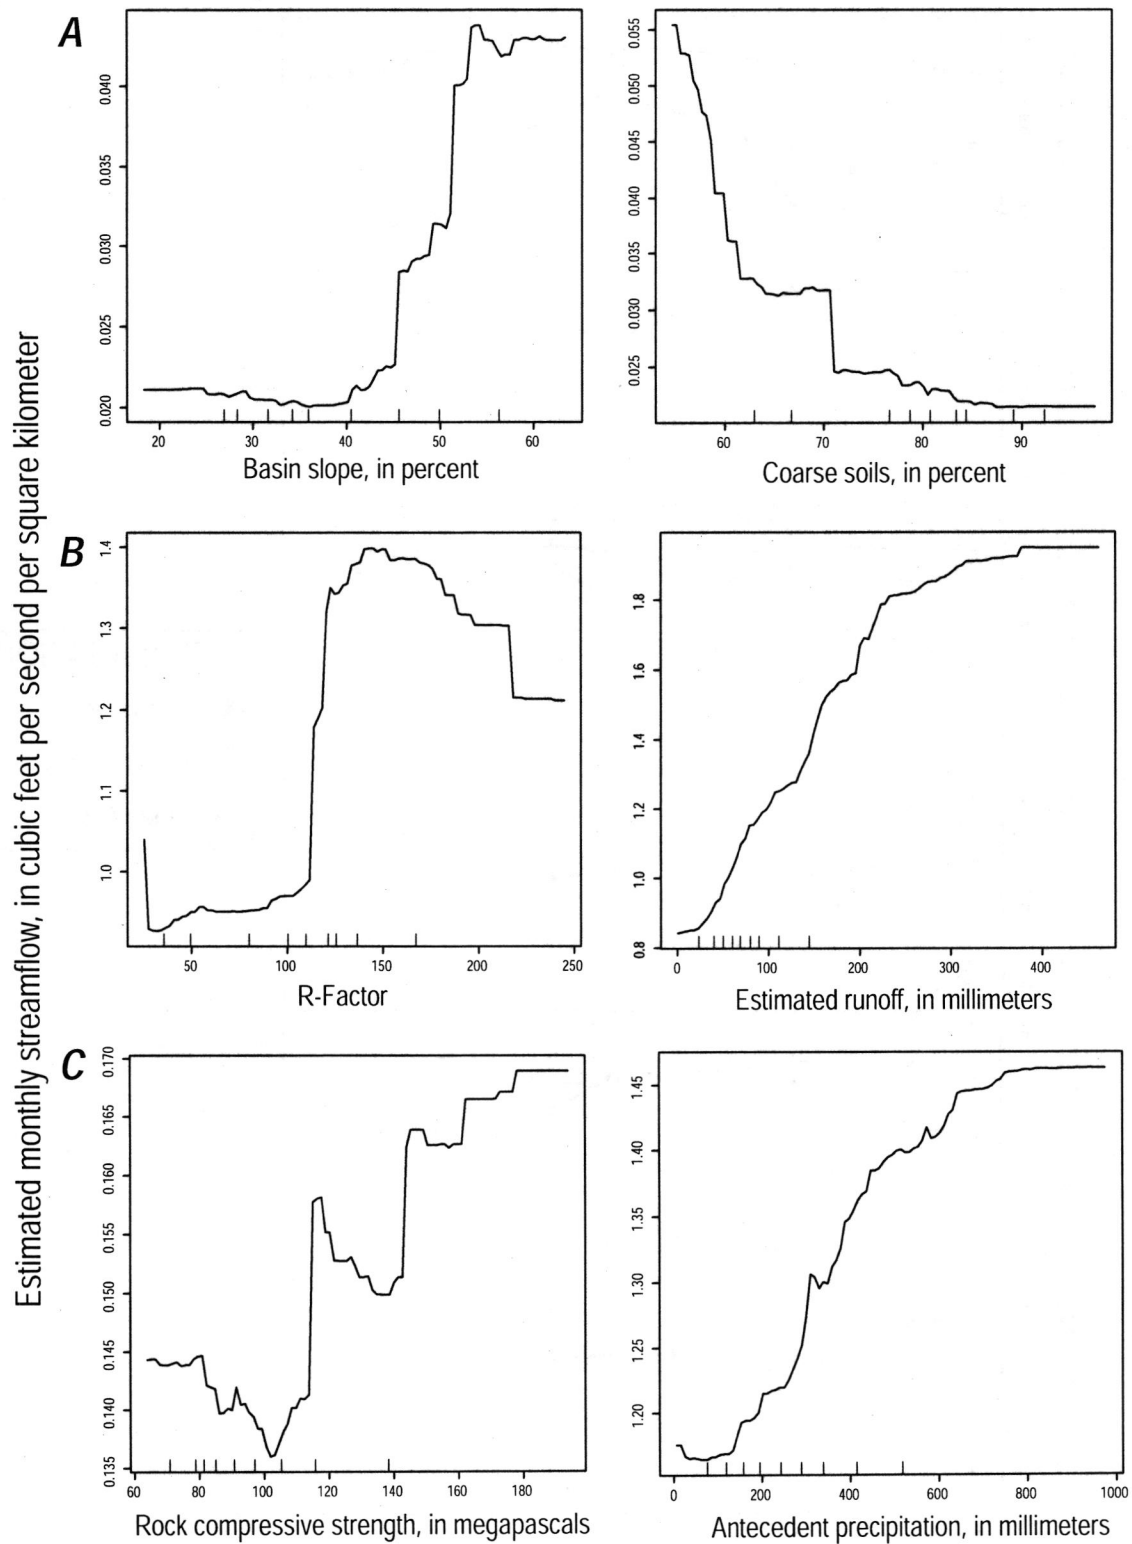 Estimated monthly streamflow, in cubic feet per second per square kilometer
A
0.040
0.035
0.030
0.025
0.020
20 30 40 50 60
Basin slope, in percent
0.055
0.050
0.045
0.040
0.035
0.030
0.025
60 70 80 90
Coarse soils, in percent
B
1.4
1.3
1.2
1.1
1.0
50 100 150 200 250
R-Factor
1.8
1.6
1.4
1.2
1.0
0.8
0 100 200 300 400
Estimated runoff, in millimeters
C
0.170
0.165
0.160
0.155
0.150
0.145
0.140
0.135
60 80 100 120 140 160 180
Rock compressive strength, in megapascals
1.45
1.40
1.35
1.30
1.25
1.20
0 200 400 600 800 1000
Antecedent precipitation, in millimeters